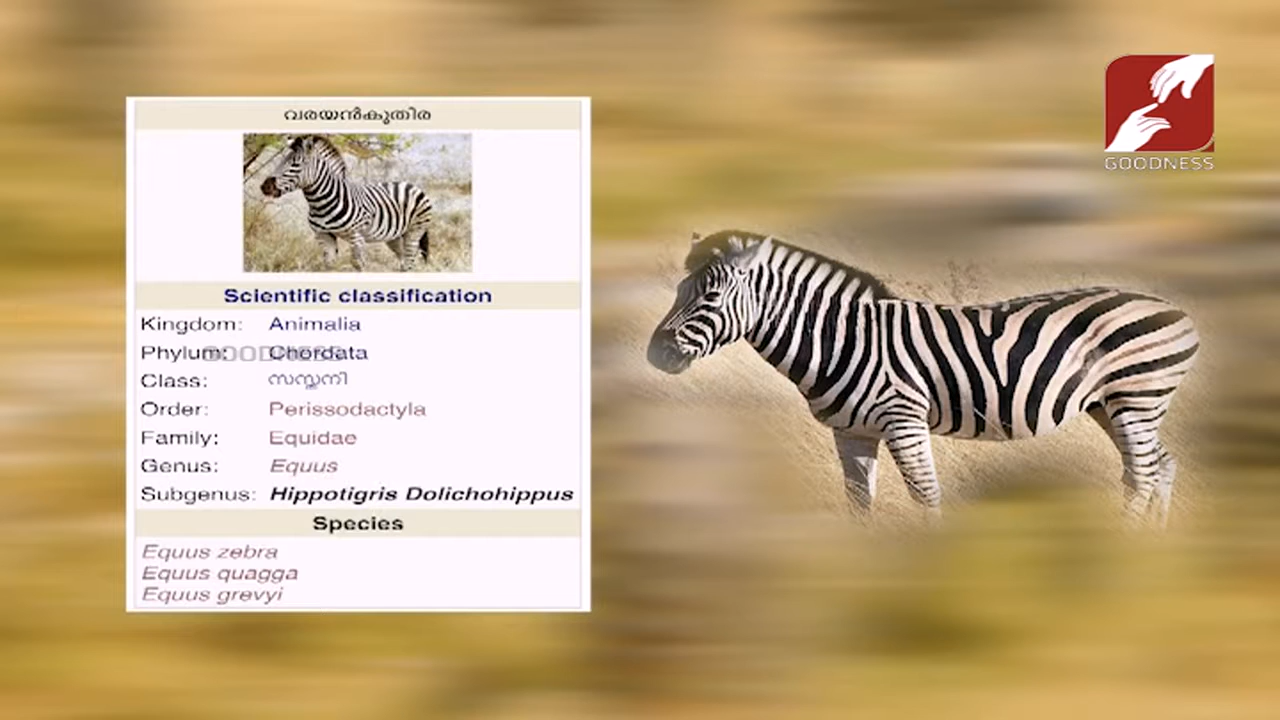 GOODNESS
വരയൻകുതിര
Scientific classification
Kingdom: Animalia
Phylum: Chordata
GOODNESS
Class: സസ്തനി
Order: Perissodactyla
Family: Equidae
Genus: Equus
Subgenus: Hippotigris Dolichohippus
Species
Equus zebra
Equus quagga
Equus grevyi